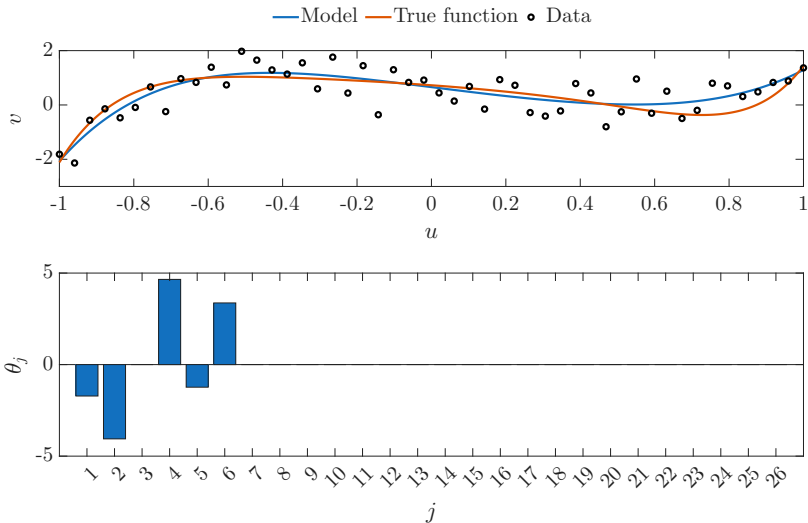 Model True function Data
2
0
-2
v
-1 -0.8 -0.6 -0.4 -0.2 0 0.2 0.4 0.6 0.8 1
u
5
0
-5
θj
1 2 3 4 5 6 7 8 9 10 11 12 13 14 15 16 17 18 19 20 21 22 23 24 25 26
j